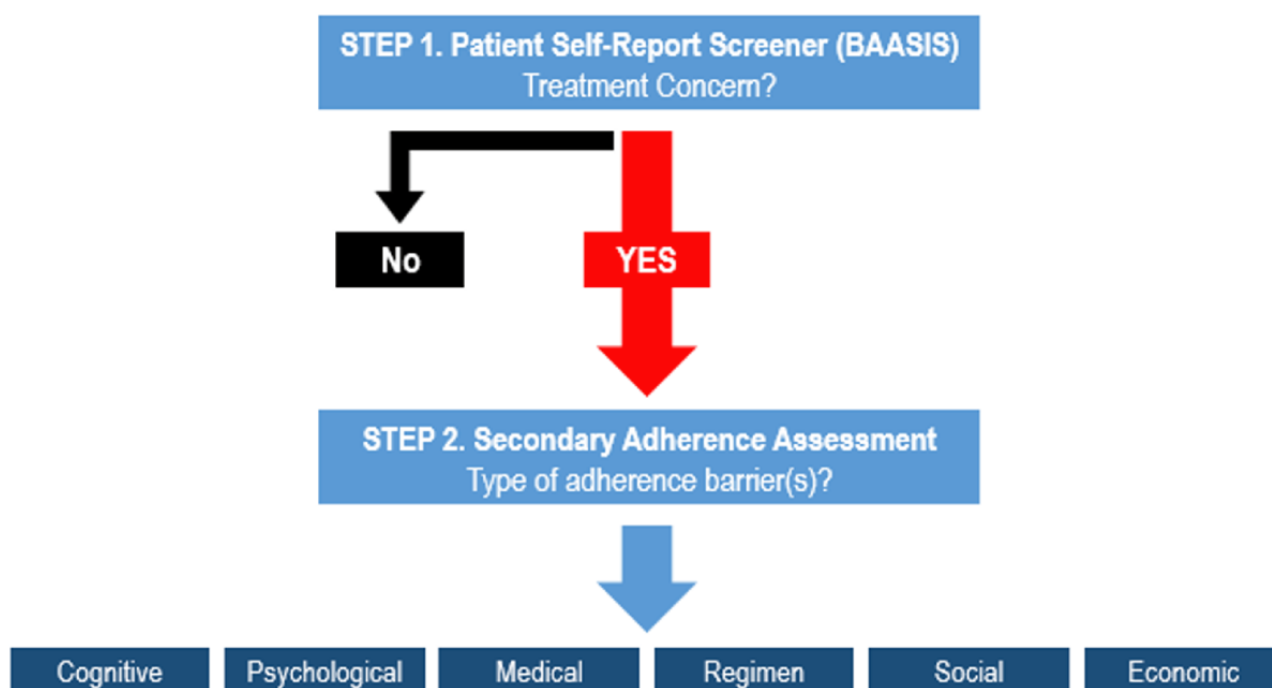 STEP 1. Patient Self-Report Screener (BAASIS)
Treatment Concern?
No
YES
STEP 2. Secondary Adherence Assessment
Type of adherence barrier(s)?
Cognitive
Psychological
Medical
Regimen
Social
Economic